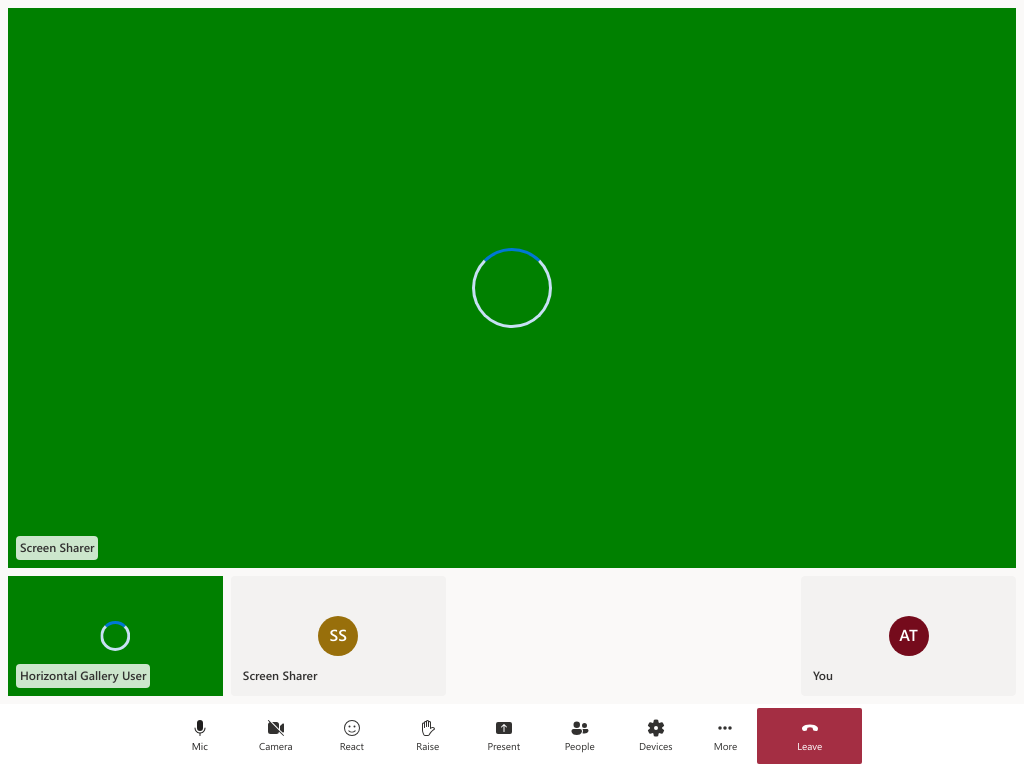 Screen Sharer
Horizontal Gallery User
SS
Screen Sharer
AT
You
Mic
Camera
React
Raise
Present
People
Devices
More
Leave